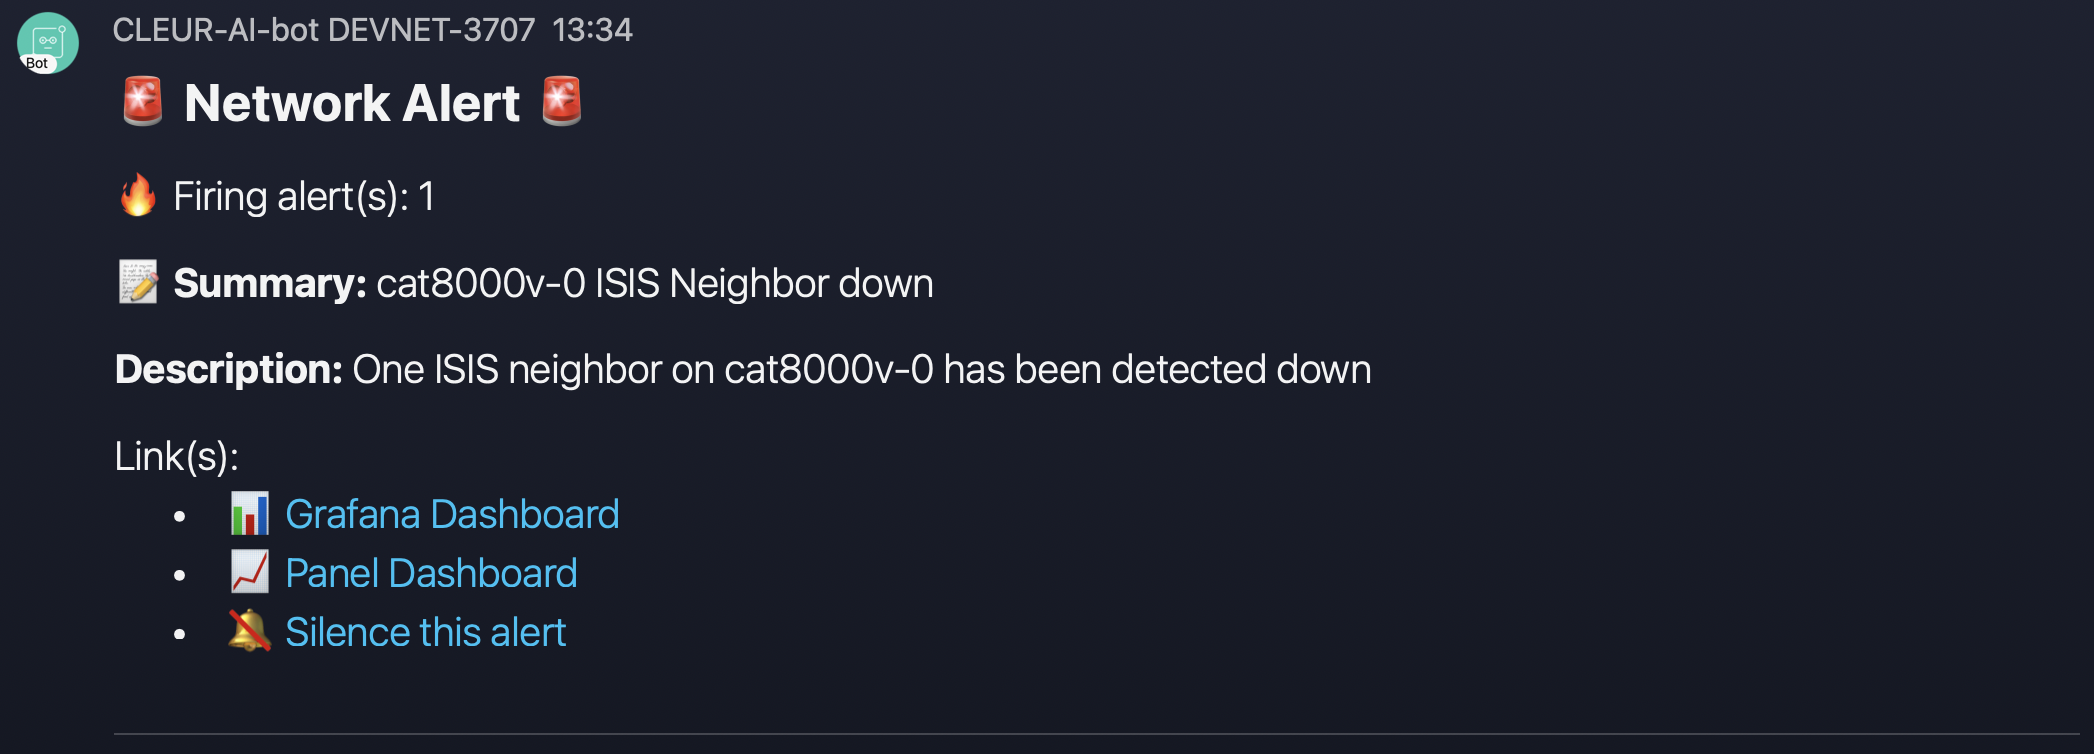 CLEUR-AI-bot DEVNET-3707 13:34
Bot
🚨 Network Alert 🚨
🔥 Firing alert(s): 1
📝 Summary: cat8000v-0 ISIS Neighbor down
Description: One ISIS neighbor on cat8000v-0 has been detected down
Link(s):
• 📊 Grafana Dashboard
• 📈 Panel Dashboard
• 🔕 Silence this alert